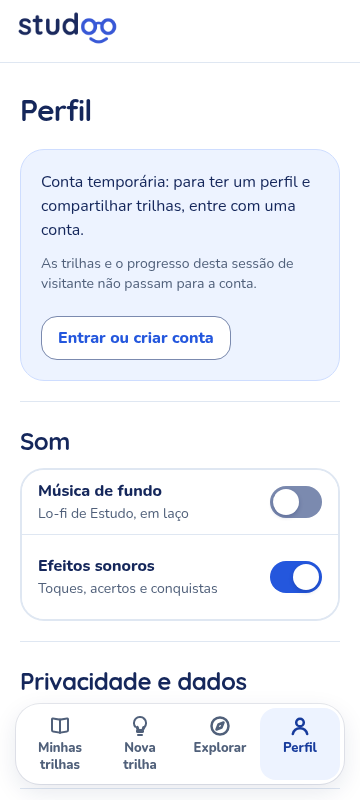 studoo
Perfil
Conta temporária: para ter um perfil e
compartilhar trilhas, entre com uma
conta.
As trilhas e o progresso desta sessão de
visitante não passam para a conta.
Entrar ou criar conta
Som
Música de fundo
Lo-fi de Estudo, em laço
Efeitos sonoros
Toques, acertos e conquistas
Privacidade e dados
Minhas
trilhas
Nova
trilha
Explorar
Perfil